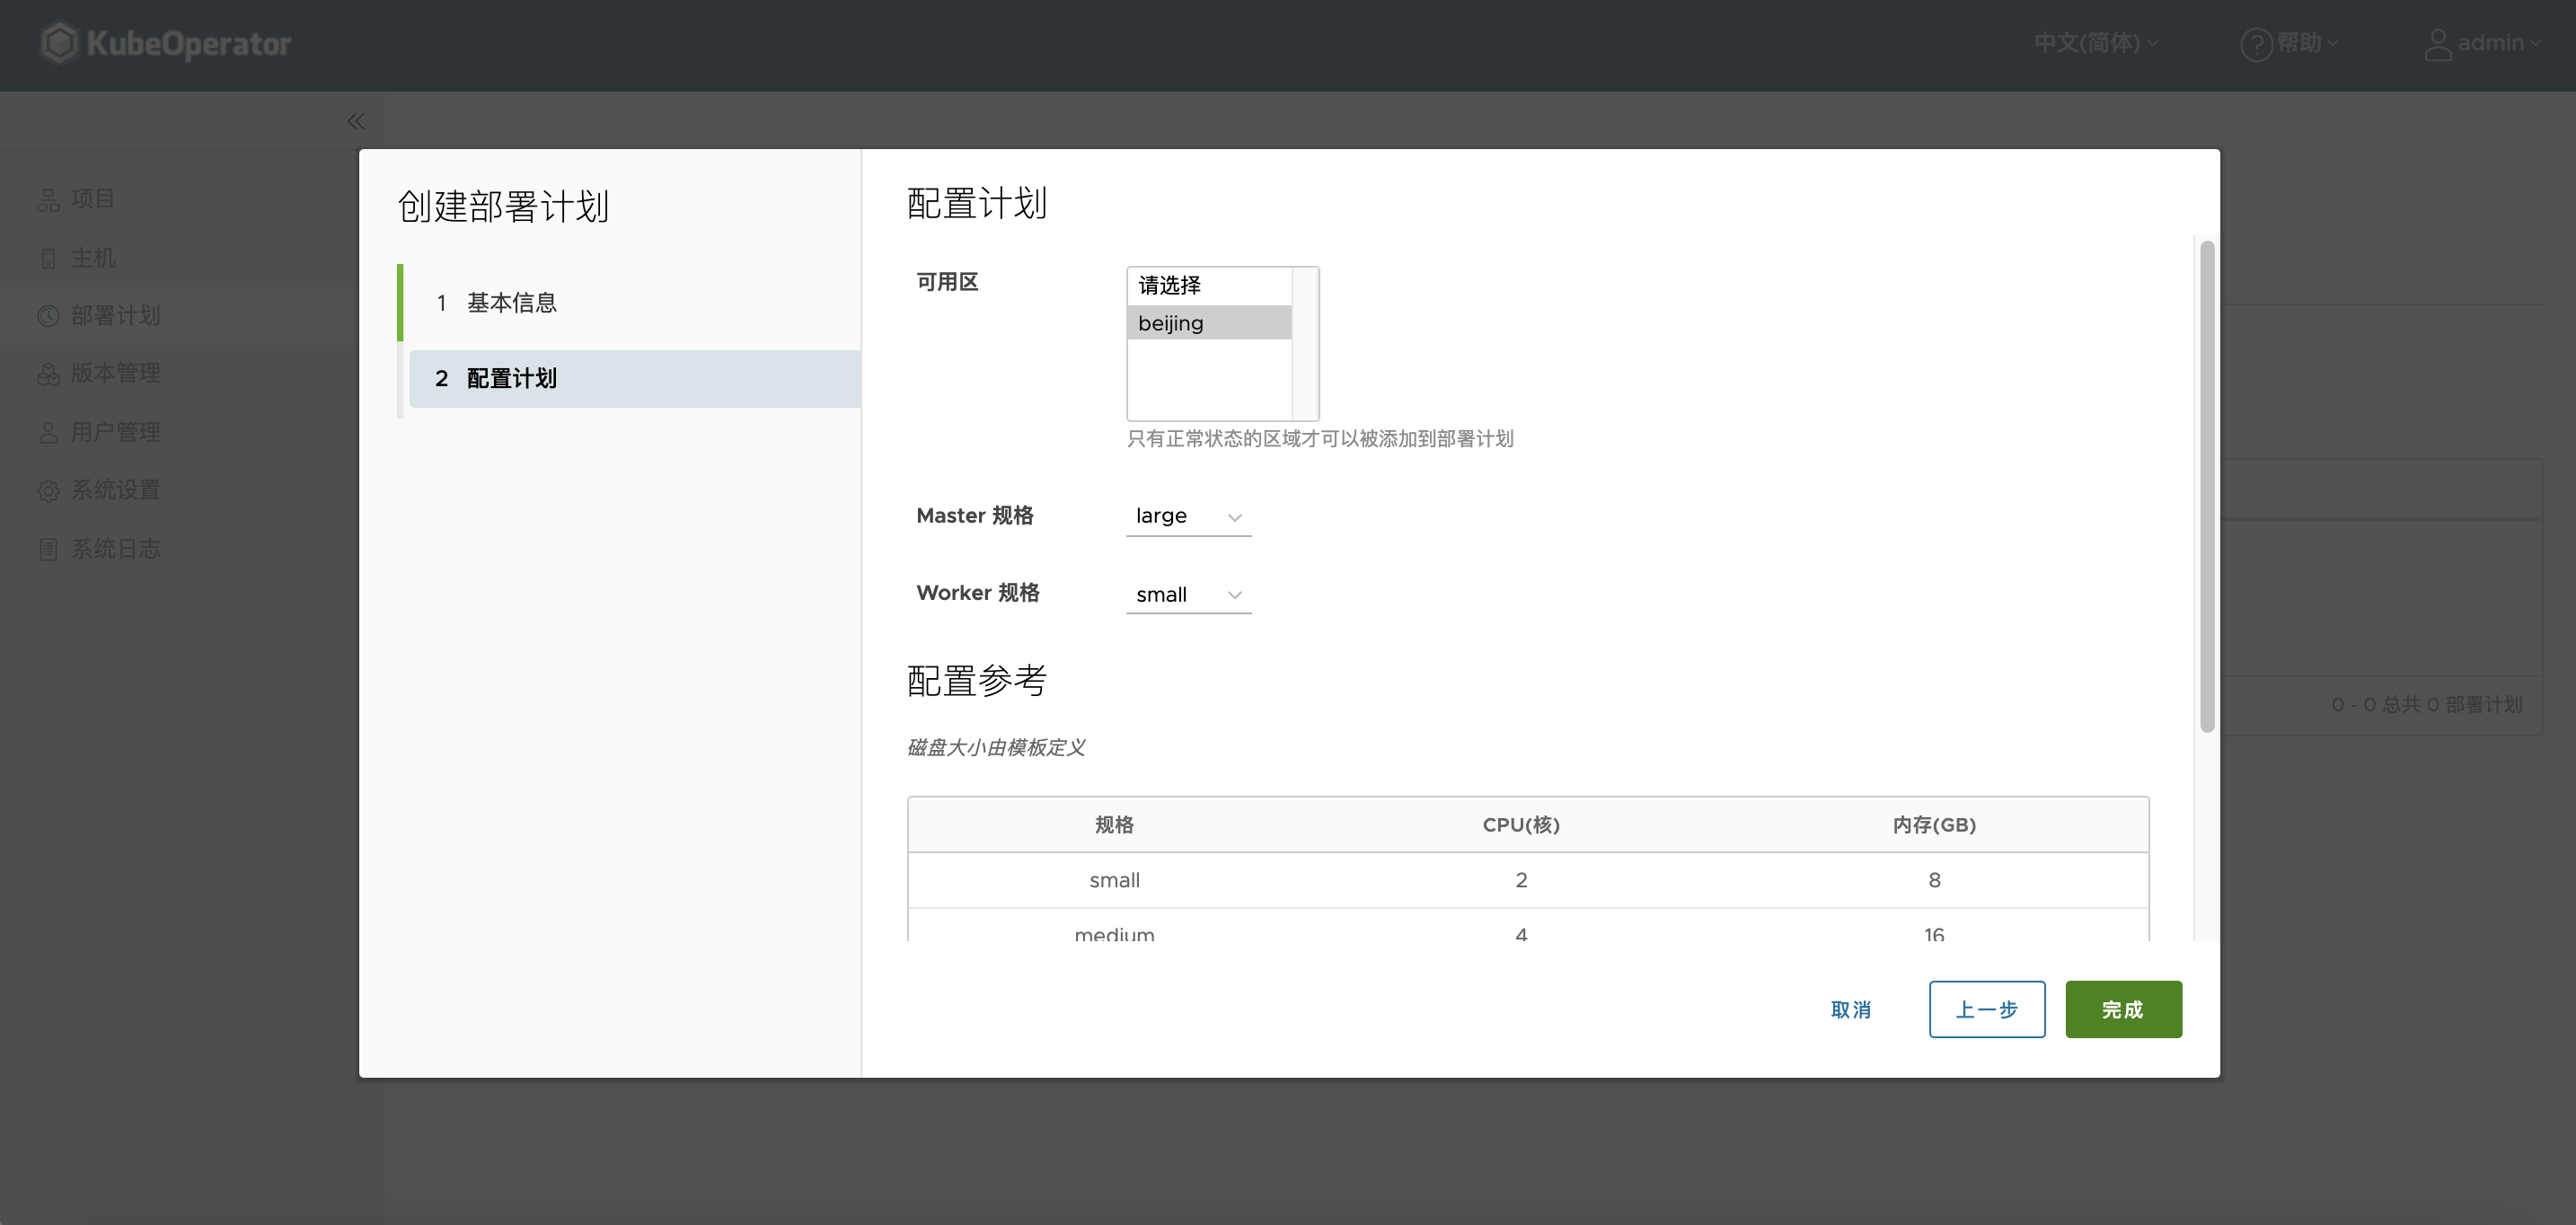 KubeOperator
中文(简体)
帮助
admin
项目
主机
部署计划
版本管理
用户管理
系统设置
系统日志
创建部署计划
1 基本信息
2 配置计划
配置计划
可用区
请选择
beijing
只有正常状态的区域才可以被添加到部署计划
Master 规格 large
Worker 规格 small
配置参考
磁盘大小由模板定义
规格 CPU(核) 内存(GB)
small 2 8
medium 4 16
0 - 0 总共 0 部署计划
取消 上一步 完成